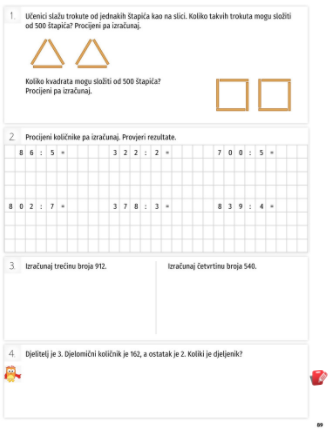 1. Učenici slažu trokute od jednakih štapića kao na slici. Koliko takvih trokuta mogu složiti
od 500 štapića? Procijeni pa izračunaj.
Koliko kvadrata mogu složiti od 500 štapića?
Procijeni pa izračunaj.
2. Procijeni količnike pa izračunaj. Provjeri rezultate.
8 6 : 5 = 3 2 2 : 2 = 7 0 0 : 5 =
8 0 2 : 7 = 3 7 8 : 3 = 8 3 9 : 4 =
3. Izračunaj trećinu broja 912. Izračunaj četvrtinu broja 540.
4. Djelitelj je 3. Djelomični količnik je 162, a ostatak je 2. Koliki je djeljenik?
89